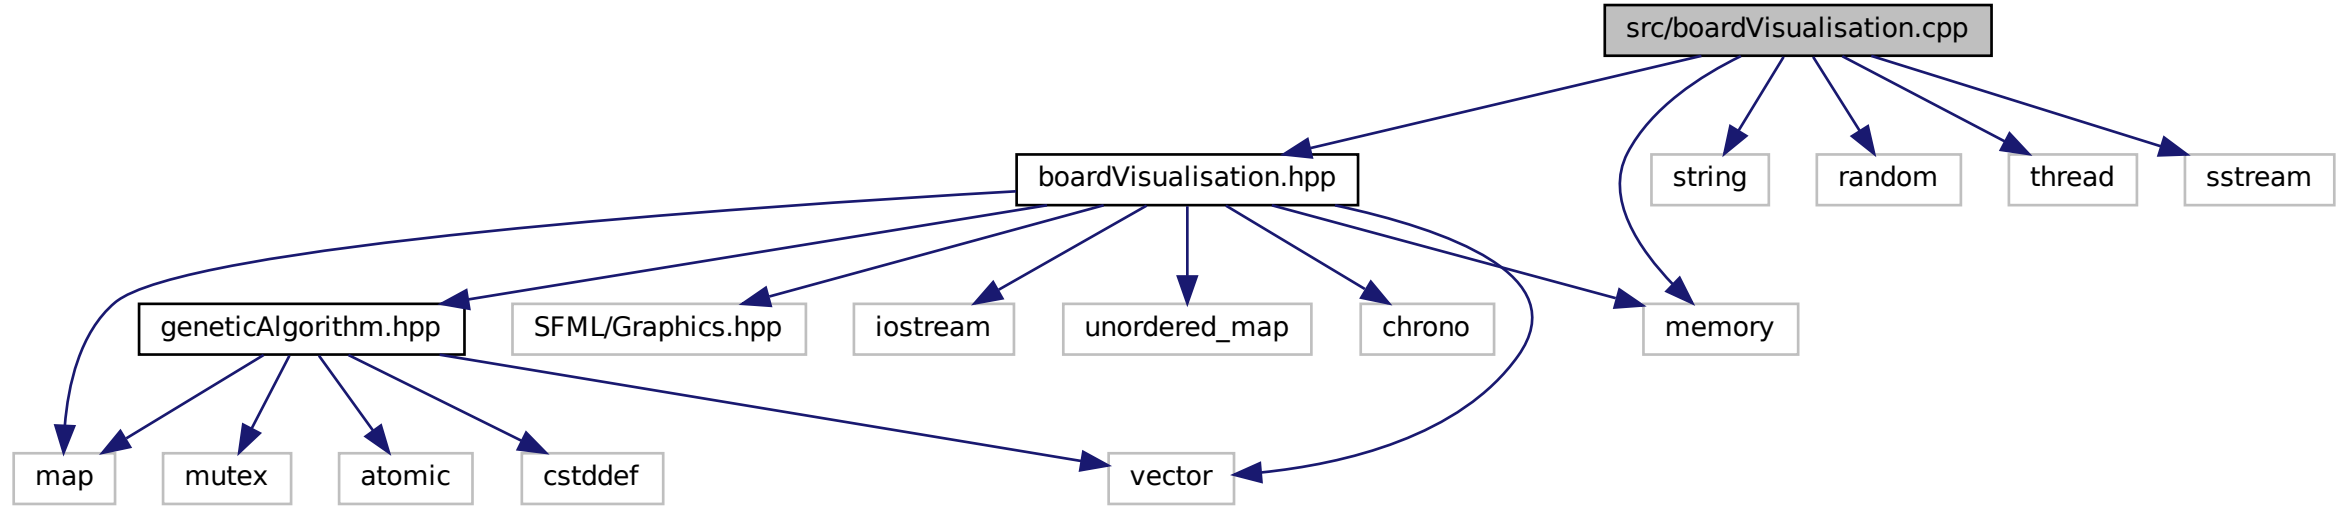 src/boardVisualisation.cpp
boardVisualisation.hpp
string
random
thread
sstream
geneticAlgorithm.hpp
SFML/Graphics.hpp
iostream
unordered_map
chrono
memory
map
mutex
atomic
cstddef
vector